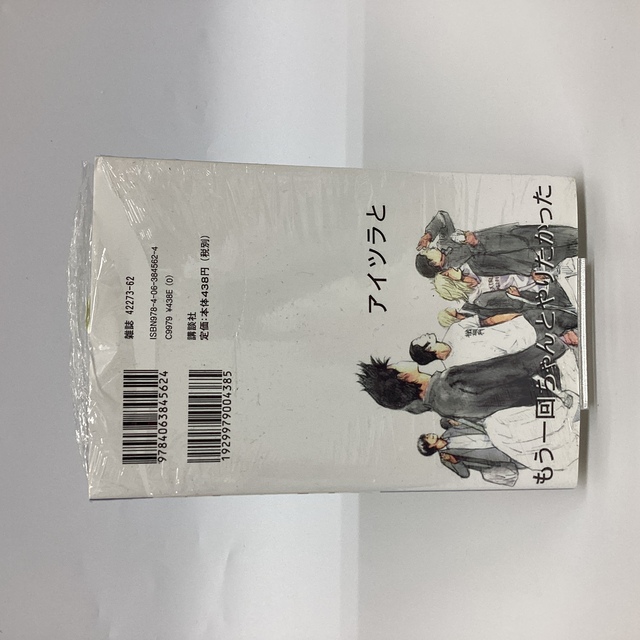 アイツラと
もう一回ちゃんとやりたかった
雑誌 42273-62
ISBN978-4-06-384562-4
C9979 ¥438E (0)
講談社
定価:本体438円（税別）
9784063845624
1929979004385